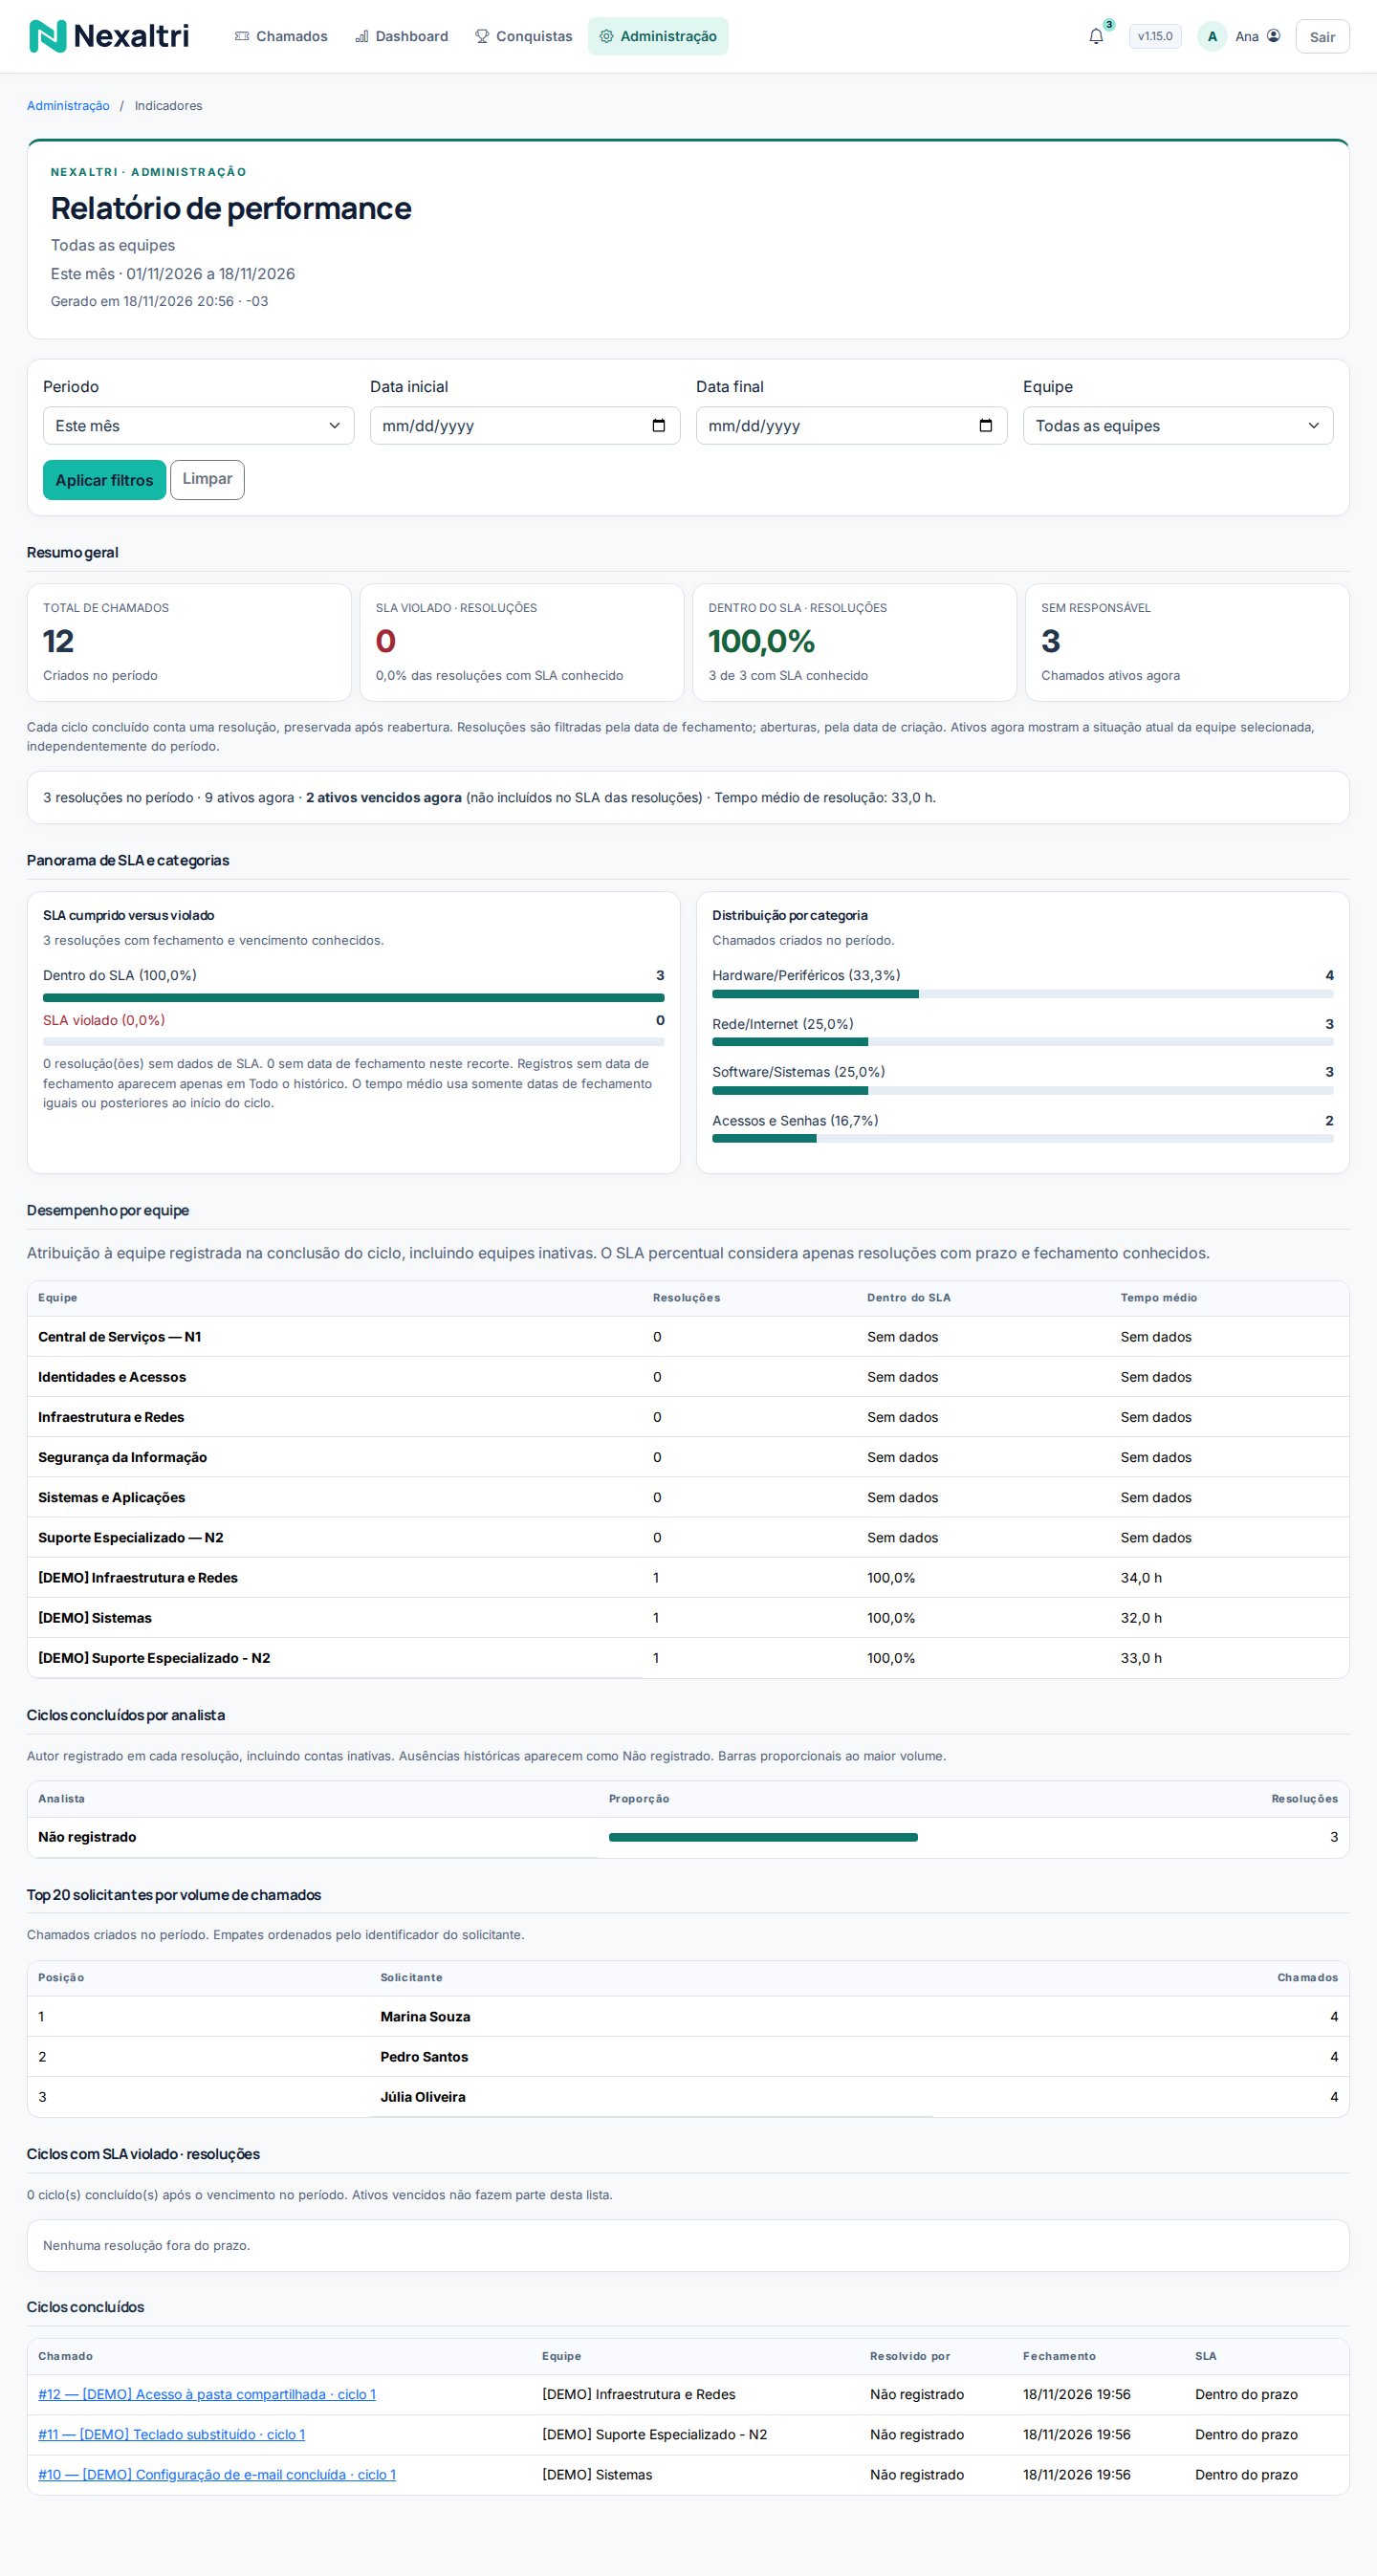 Nexaltri
Chamados
Dashboard
Conquistas
Administração
3
v1.15.0
A
Ana
Sair
Administração / Indicadores
NEXALTRI · ADMINISTRAÇÃO
Relatório de performance
Todas as equipes
Este mês · 01/11/2026 a 18/11/2026
Gerado em 18/11/2026 20:56 · -03
Periodo
Data inicial
Data final
Equipe
Este mês
mm/dd/yyyy
mm/dd/yyyy
Todas as equipes
Aplicar filtros
Limpar
Resumo geral
TOTAL DE CHAMADOS
12
Criados no período
SLA VIOLADO · RESOLUÇÕES
0
0,0% das resoluções com SLA conhecido
DENTRO DO SLA · RESOLUÇÕES
100,0%
3 de 3 com SLA conhecido
SEM RESPONSÁVEL
3
Chamados ativos agora
Cada ciclo concluído conta uma resolução, preservada após reabertura. Resoluções são filtradas pela data de fechamento; aberturas, pela data de criação. Ativos agora mostram a situação atual da equipe selecionada,
independentemente do período.
3 resoluções no período · 9 ativos agora · 2 ativos vencidos agora (não incluídos no SLA das resoluções) · Tempo médio de resolução: 33,0 h.
Panorama de SLA e categorias
SLA cumprido versus violado
3 resoluções com fechamento e vencimento conhecidos.
Dentro do SLA (100,0%) 3
SLA violado (0,0%) 0
0 resolução(ões) sem dados de SLA. 0 sem data de fechamento neste recorte. Registros sem data de
fechamento aparecem apenas em Todo o histórico. O tempo médio usa somente datas de fechamento
iguais ou posteriores ao início do ciclo.
Distribuição por categoria
Chamados criados no período.
Hardware/Periféricos (33,3%) 4
Rede/Internet (25,0%) 3
Software/Sistemas (25,0%) 3
Acessos e Senhas (16,7%) 2
Desempenho por equipe
Atribuição à equipe registrada na conclusão do ciclo, incluindo equipes inativas. O SLA percentual considera apenas resoluções com prazo e fechamento conhecidos.
Equipe Resoluções Dentro do SLA Tempo médio
Central de Serviços — N1 0 Sem dados Sem dados
Identidades e Acessos 0 Sem dados Sem dados
Infraestrutura e Redes 0 Sem dados Sem dados
Segurança da Informação 0 Sem dados Sem dados
Sistemas e Aplicações 0 Sem dados Sem dados
Suporte Especializado — N2 0 Sem dados Sem dados
[DEMO] Infraestrutura e Redes 1 100,0% 34,0 h
[DEMO] Sistemas 1 100,0% 32,0 h
[DEMO] Suporte Especializado - N2 1 100,0% 33,0 h
Ciclos concluídos por analista
Autor registrado em cada resolução, incluindo contas inativas. Ausências históricas aparecem como Não registrado. Barras proporcionais ao maior volume.
Analista Proporção Resoluções
Não registrado 3
Top 20 solicitantes por volume de chamados
Chamados criados no período. Empates ordenados pelo identificador do solicitante.
Posição Solicitante Chamados
1 Marina Souza 4
2 Pedro Santos 4
3 Júlia Oliveira 4
Ciclos com SLA violado · resoluções
0 ciclo(s) concluído(s) após o vencimento no período. Ativos vencidos não fazem parte desta lista.
Nenhuma resolução fora do prazo.
Ciclos concluídos
Chamado Equipe Resolvido por Fechamento SLA
#12 — [DEMO] Acesso à pasta compartilhada · ciclo 1 [DEMO] Infraestrutura e Redes Não registrado 18/11/2026 19:56 Dentro do prazo
#11 — [DEMO] Teclado substituído · ciclo 1 [DEMO] Suporte Especializado - N2 Não registrado 18/11/2026 19:56 Dentro do prazo
#10 — [DEMO] Configuração de e-mail concluída · ciclo 1 [DEMO] Sistemas Não registrado 18/11/2026 19:56 Dentro do prazo